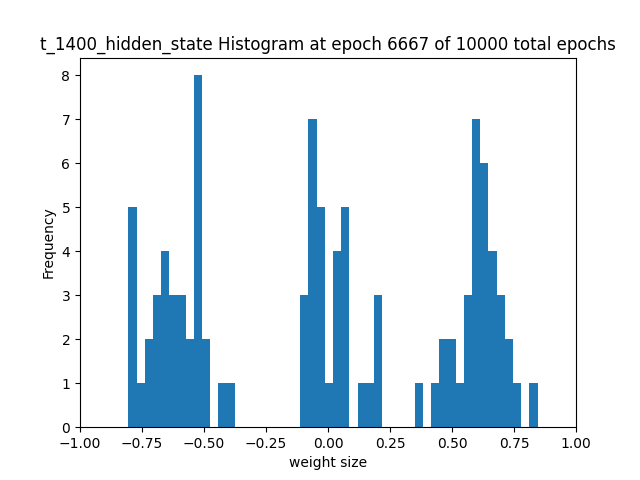 t_1400_hidden_state Histogram at epoch 6667 of 10000 total epochs
8
7
6
5
4
3
2
1
0
Frequency
−1.00 −0.75 −0.50 −0.25 0.00 0.25 0.50 0.75 1.00
weight size